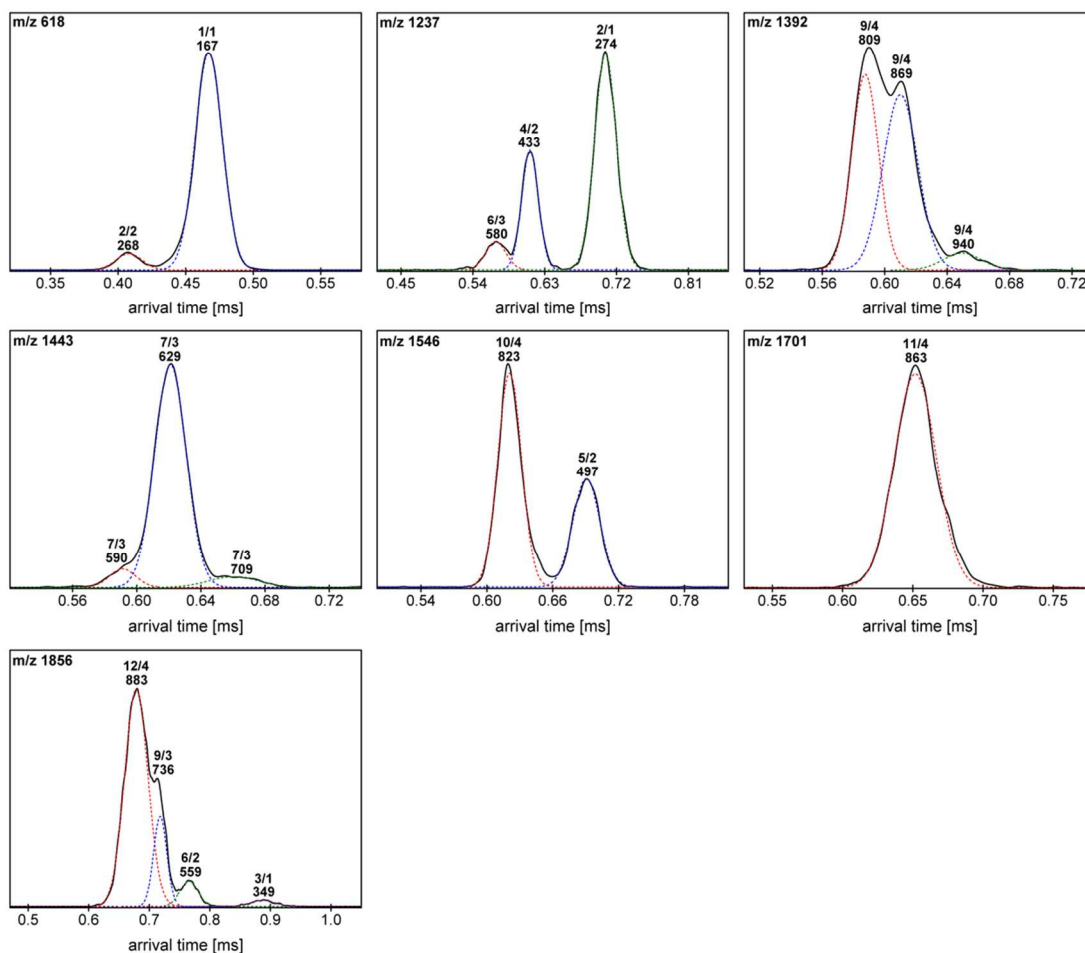 m/z 618
1/1
167
2/2
268
0.35 0.40 0.45 0.50 0.55
arrival time [ms]
m/z 1237
2/1
274
4/2
433
6/3
580
0.45 0.54 0.63 0.72 0.81
arrival time [ms]
m/z 1392
9/4
809
9/4
869
9/4
940
0.52 0.56 0.60 0.64 0.68 0.72
arrival time [ms]
m/z 1443
7/3
629
7/3
590
7/3
709
0.56 0.60 0.64 0.68 0.72
arrival time [ms]
m/z 1546
10/4
823
5/2
497
0.54 0.60 0.66 0.72 0.78
arrival time [ms]
m/z 1701
11/4
863
0.55 0.60 0.65 0.70 0.75
arrival time [ms]
m/z 1856
12/4
883
9/3
736
6/2
559
3/1
349
0.5 0.6 0.7 0.8 0.9 1.0
arrival time [ms]